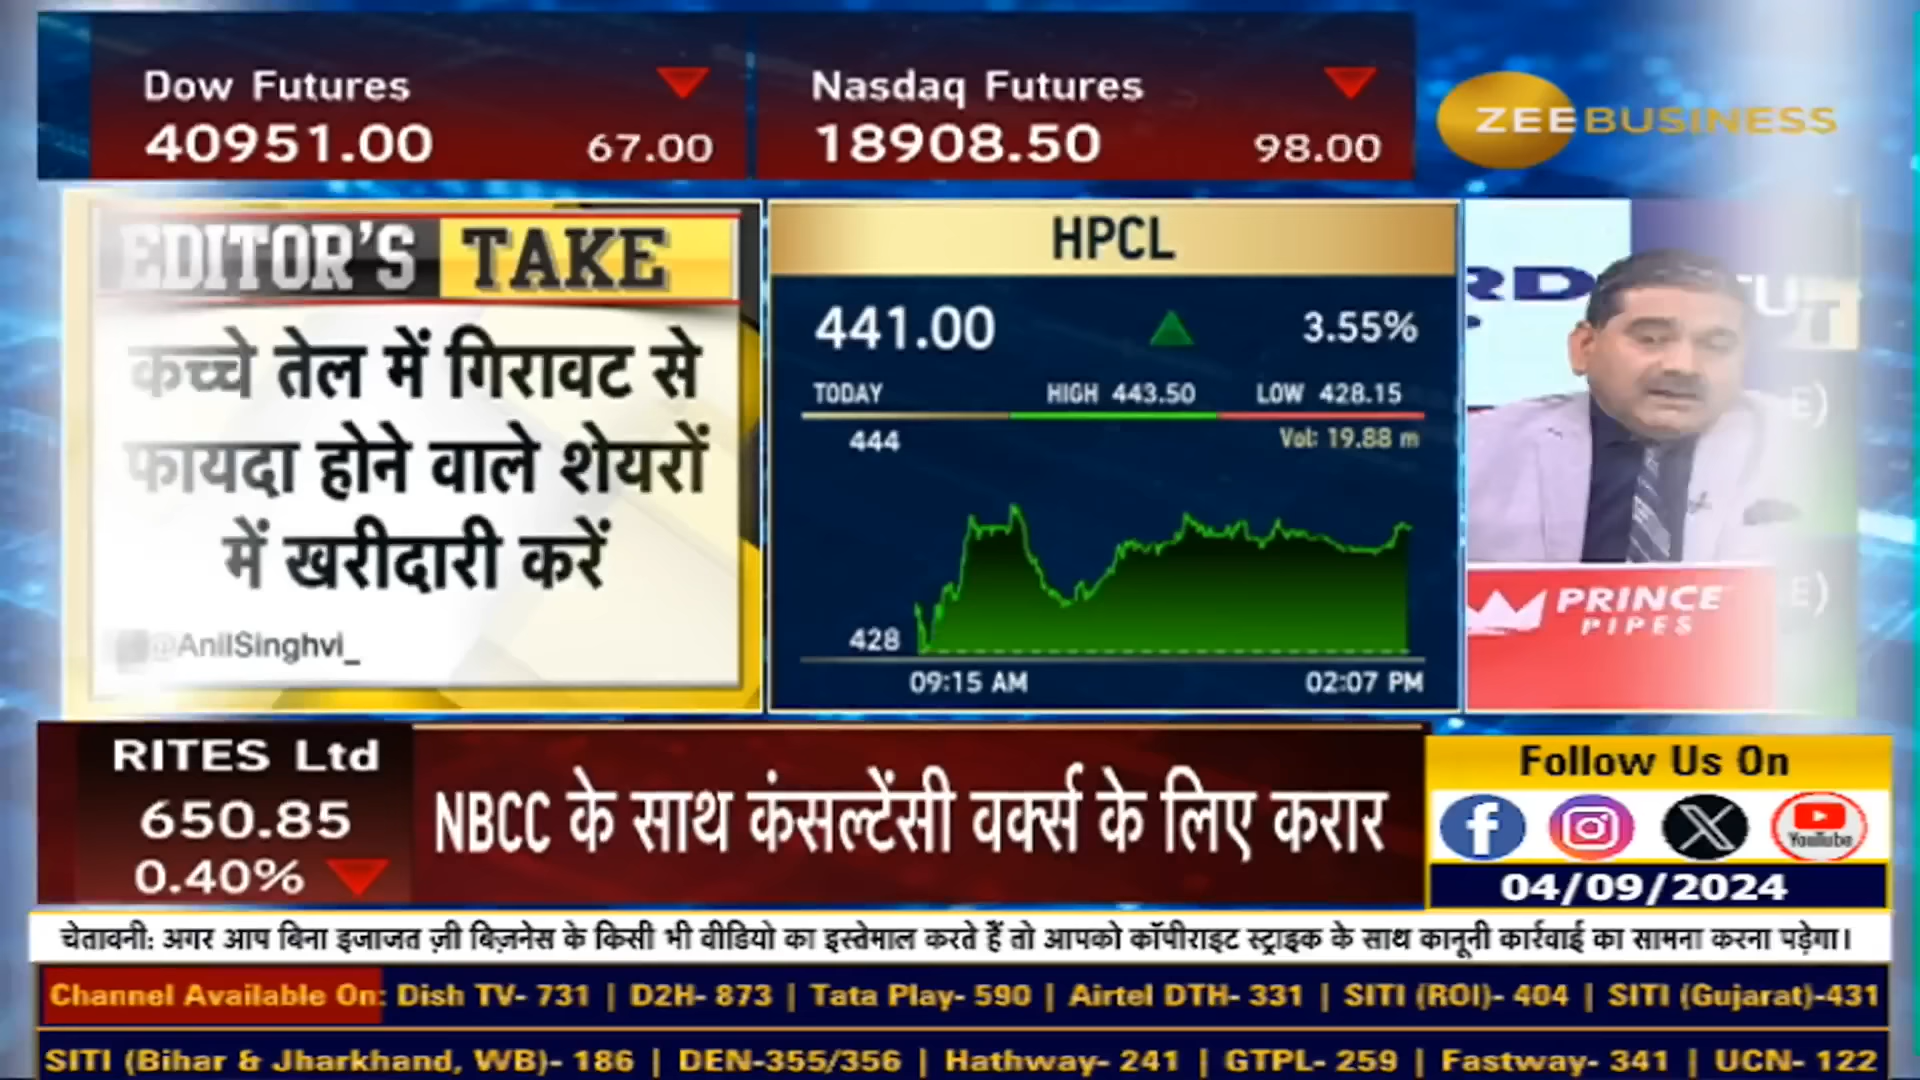 Dow Futures
40951.00 67.00
Nasdaq Futures
18908.50 98.00
ZEEBUSINESS
EDITOR'S TAKE
कच्चे तेल में गिरावट से
फायदा होने वाले शेयरों
में खरीदारी करें
@AnilSinghvi_
HPCL
441.00 3.55%
TODAY HIGH 443.50 LOW 428.15
444 Vol: 19.88 m
428
09:15 AM 02:07 PM
PRINCE
PIPES
RITES Ltd
650.85
0.40%
NBCC के साथ कंसल्टेंसी वर्क्स के लिए करार
Follow Us On
YouTube
04/09/2024
चेतावनी: अगर आप बिना इजाजत ज़ी बिज़नेस के किसी भी वीडियो का इस्तेमाल करते हैं तो आपको कॉपीराइट स्ट्राइक के साथ कानूनी कार्रवाई का सामना करना पड़ेगा।
Channel Available On: Dish TV- 731 | D2H- 873 | Tata Play- 590 | Airtel DTH- 331 | SITI (ROI)- 404 | SITI (Gujarat)-431
SITI (Bihar & Jharkhand, WB)- 186 | DEN-355/356 | Hathway- 241 | GTPL- 259 | Fastway- 341 | UCN- 122